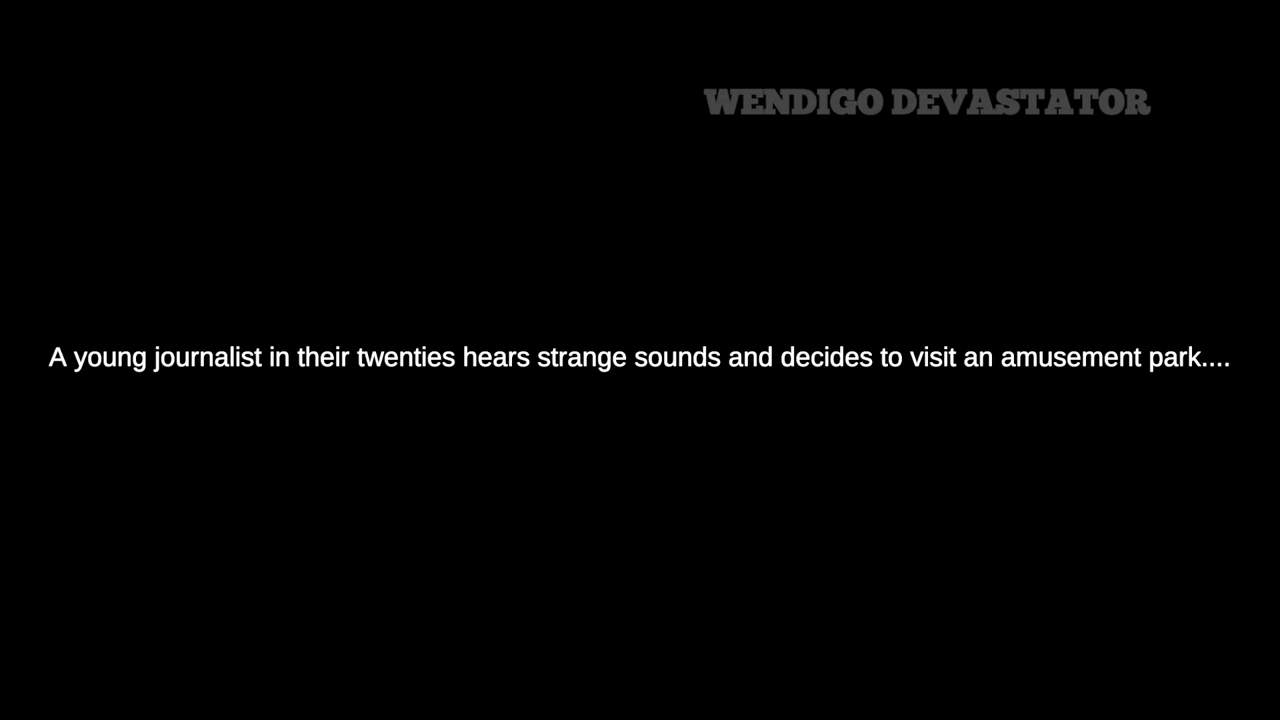 WENDIGO DEVASTATOR
A young journalist in their twenties hears strange sounds and decides to visit an amusement park....